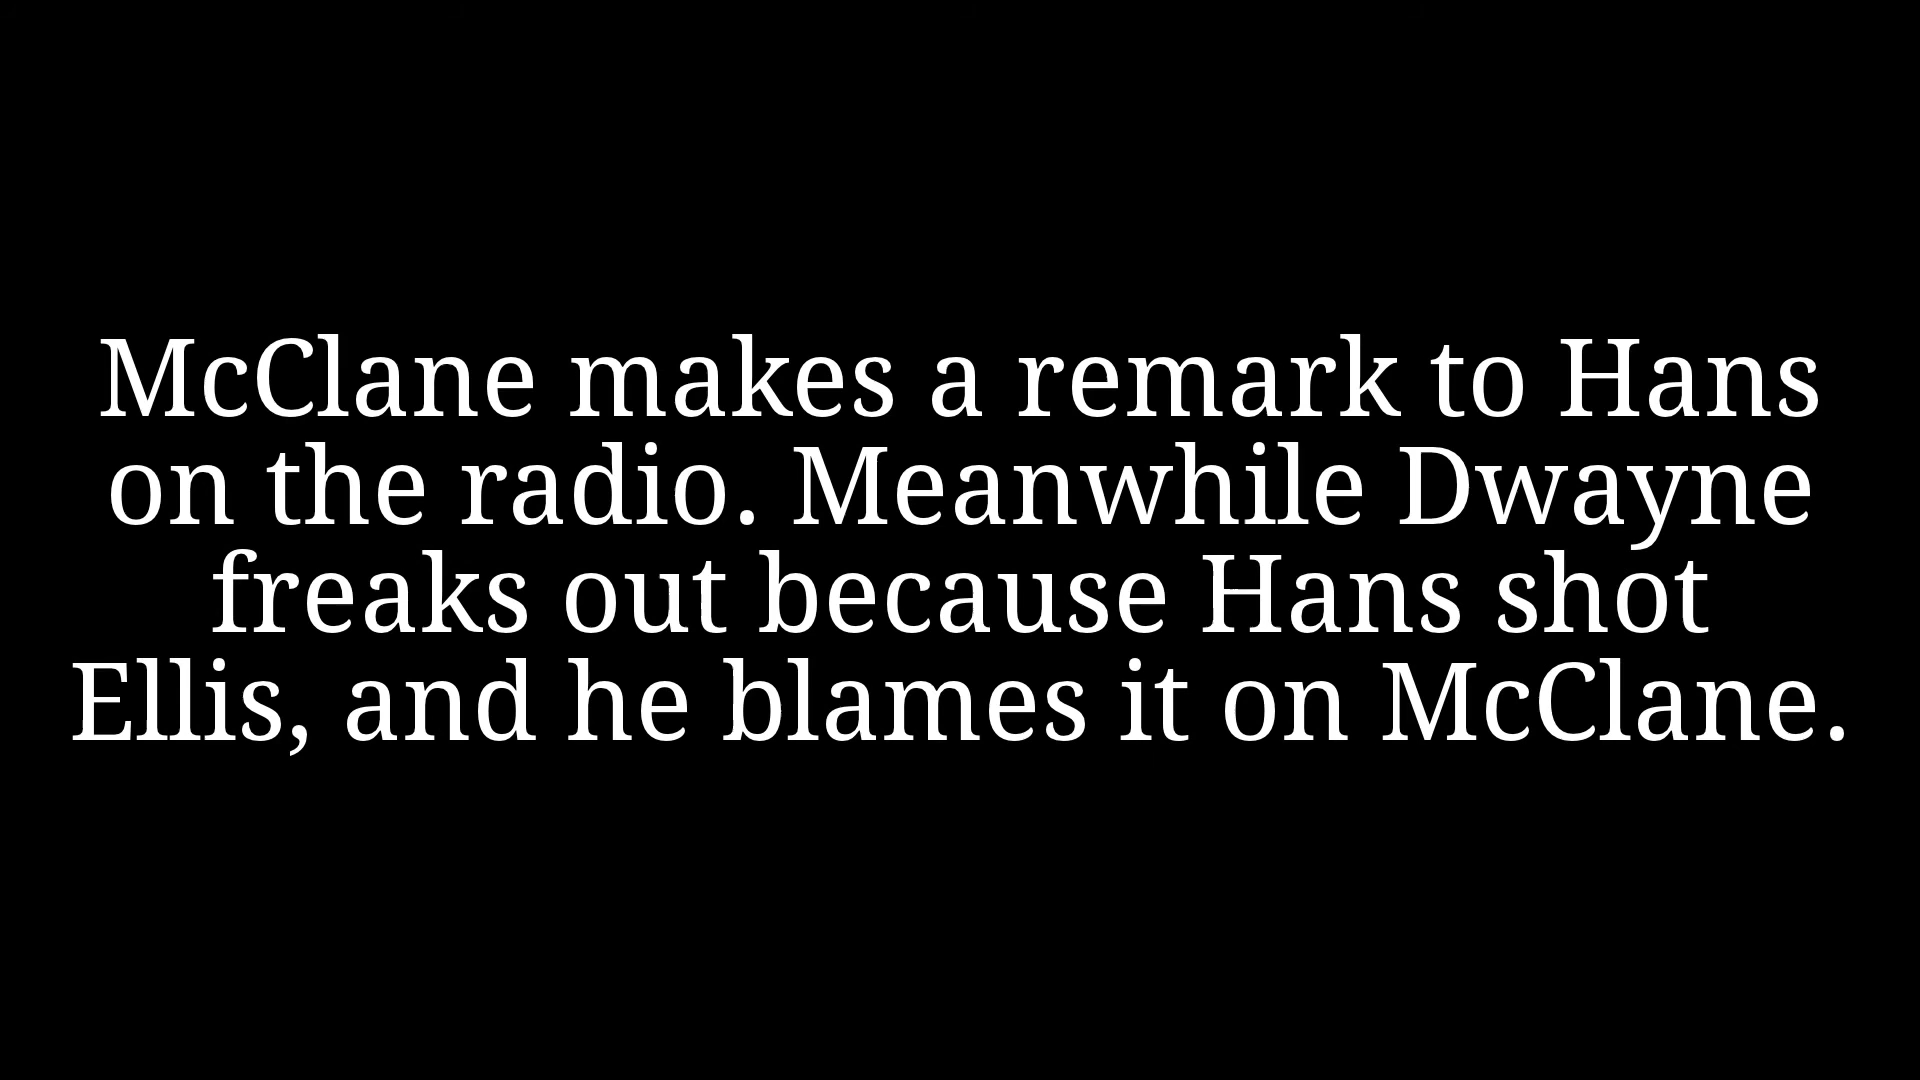 McClane makes a remark to Hans
on the radio. Meanwhile Dwayne
freaks out because Hans shot
Ellis, and he blames it on McClane.